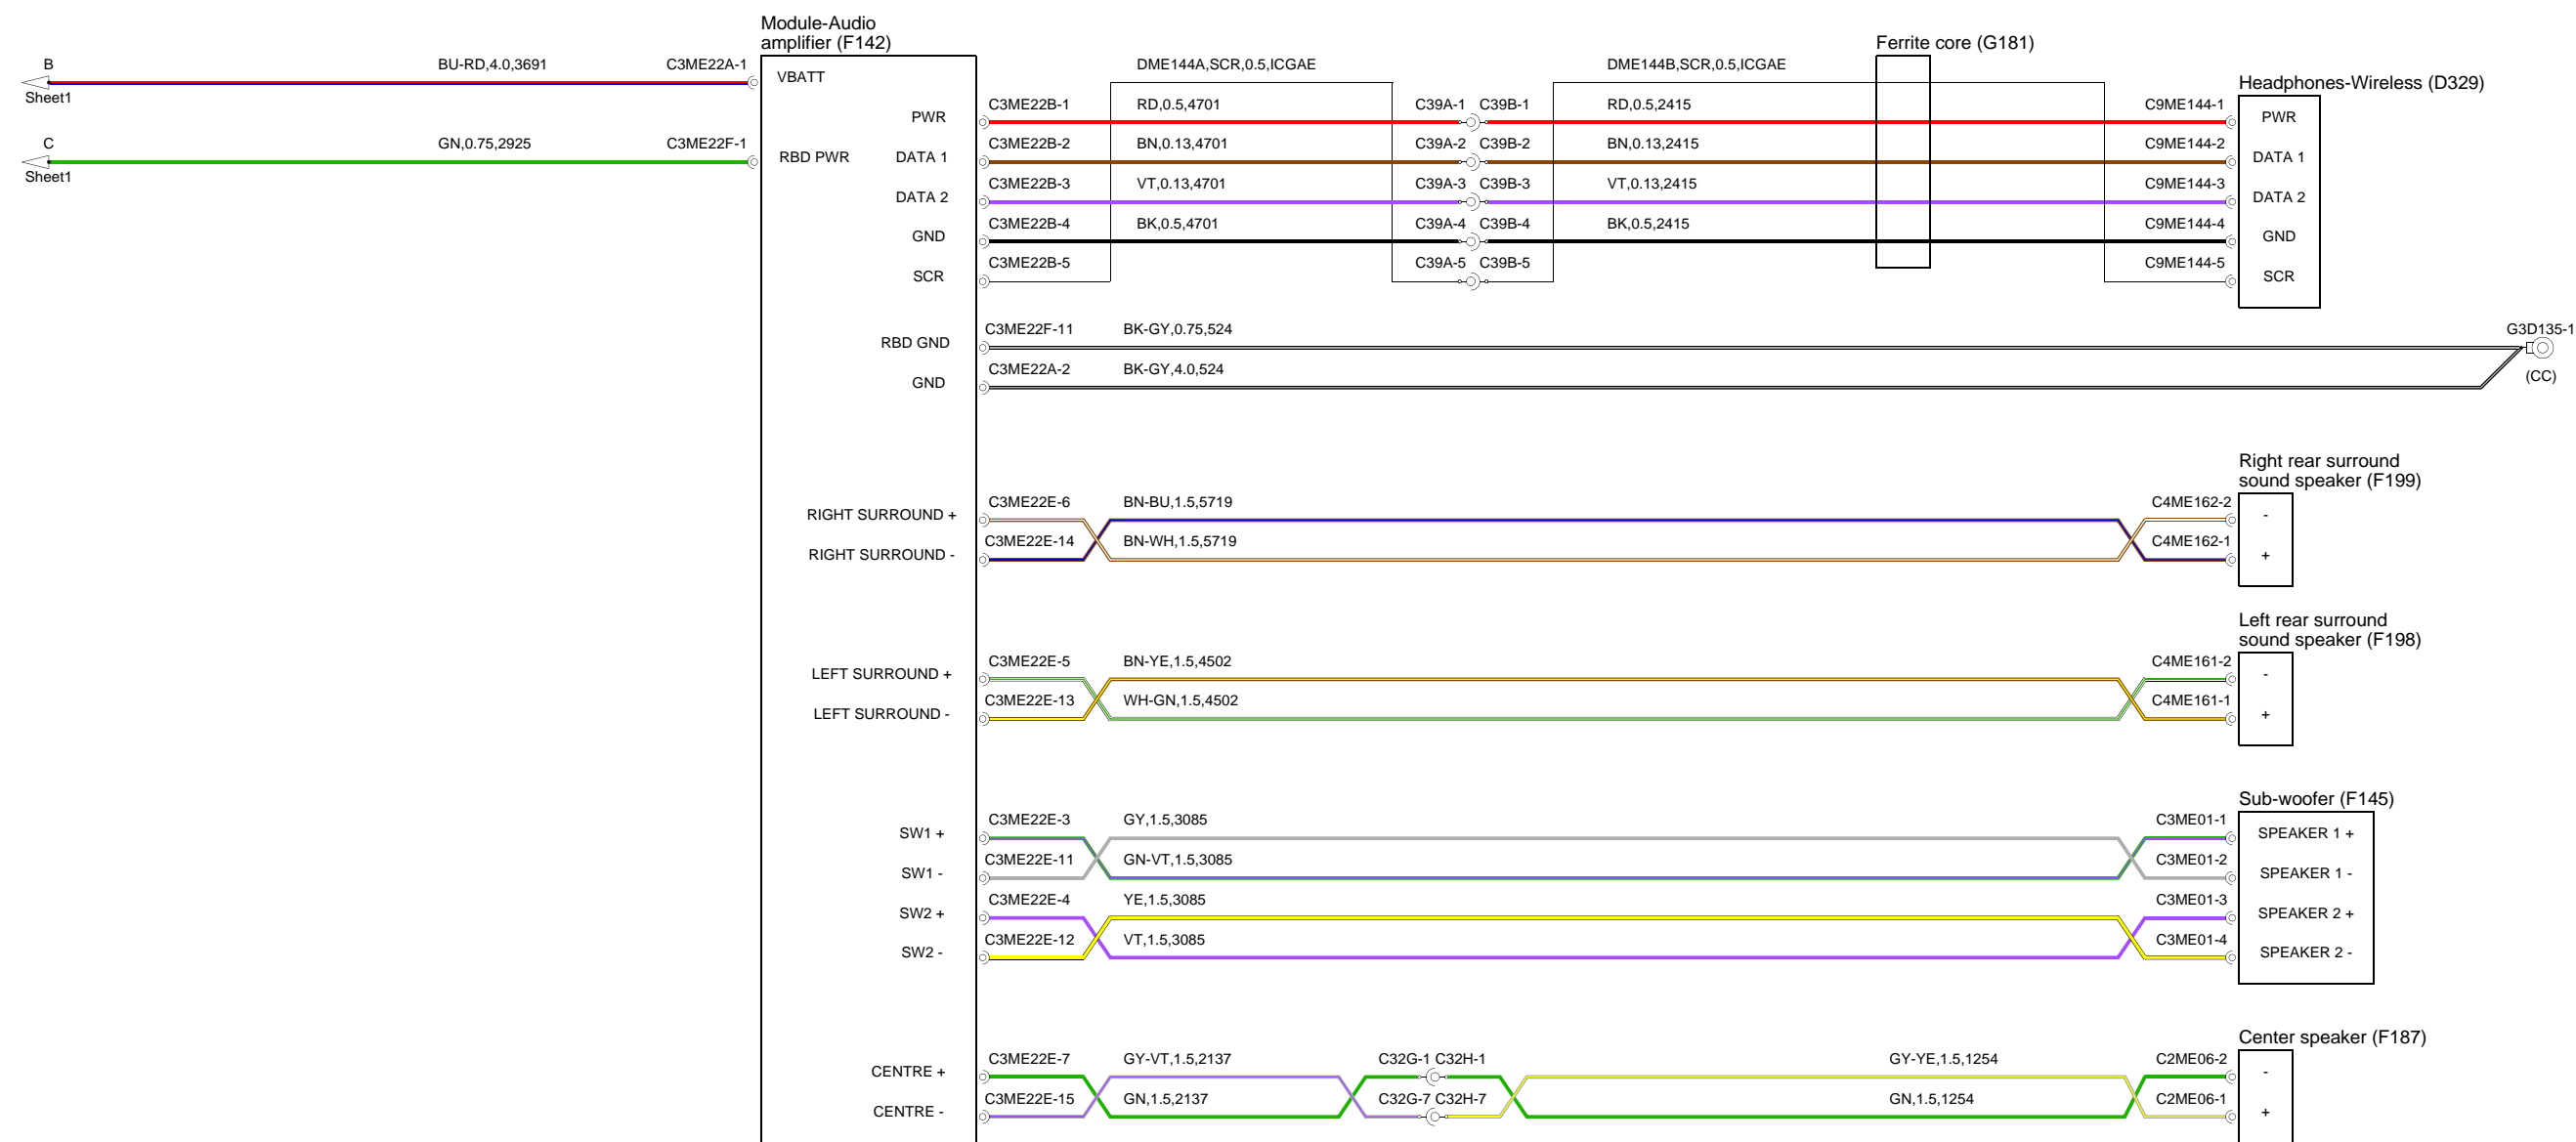 Module-Audio
amplifier (F142)
Ferrite core (G181)
B
BU-RD,4.0,3691
C3ME22A-1
VBATT
Sheet1
DME144A,SCR,0.5,ICGAE
DME144B,SCR,0.5,ICGAE
Headphones-Wireless (D329)
PWR
C3ME22B-1
RD,0.5,4701
C39A-1
C39B-1
RD,0.5,2415
C9ME144-1
PWR
C
GN,0.75,2925
C3ME22F-1
RBD PWR
Sheet1
DATA 1
C3ME22B-2
BN,0.13,4701
C39A-2
C39B-2
BN,0.13,2415
C9ME144-2
DATA 1
DATA 2
C3ME22B-3
VT,0.13,4701
C39A-3
C39B-3
VT,0.13,2415
C9ME144-3
DATA 2
GND
C3ME22B-4
BK,0.5,4701
C39A-4
C39B-4
BK,0.5,2415
C9ME144-4
GND
SCR
C3ME22B-5
C39A-5
C39B-5
C9ME144-5
SCR
RBD GND
C3ME22F-11
BK-GY,0.75,524
G3D135-1
GND
C3ME22A-2
BK-GY,4.0,524
(CC)
Right rear surround
sound speaker (F199)
RIGHT SURROUND +
C3ME22E-6
BN-BU,1.5,5719
C4ME162-2
-
RIGHT SURROUND -
C3ME22E-14
BN-WH,1.5,5719
C4ME162-1
+
Left rear surround
sound speaker (F198)
LEFT SURROUND +
C3ME22E-5
BN-YE,1.5,4502
C4ME161-2
-
LEFT SURROUND -
C3ME22E-13
WH-GN,1.5,4502
C4ME161-1
+
Sub-woofer (F145)
SW1 +
C3ME22E-3
GY,1.5,3085
C3ME01-1
SPEAKER 1 +
SW1 -
C3ME22E-11
GN-VT,1.5,3085
C3ME01-2
SPEAKER 1 -
SW2 +
C3ME22E-4
YE,1.5,3085
C3ME01-3
SPEAKER 2 +
SW2 -
C3ME22E-12
VT,1.5,3085
C3ME01-4
SPEAKER 2 -
Center speaker (F187)
CENTRE +
C3ME22E-7
GY-VT,1.5,2137
C32G-1 C32H-1
GY-YE,1.5,1254
C2ME06-2
-
CENTRE -
C3ME22E-15
GN,1.5,2137
C32G-7 C32H-7
GN,1.5,1254
C2ME06-1
+